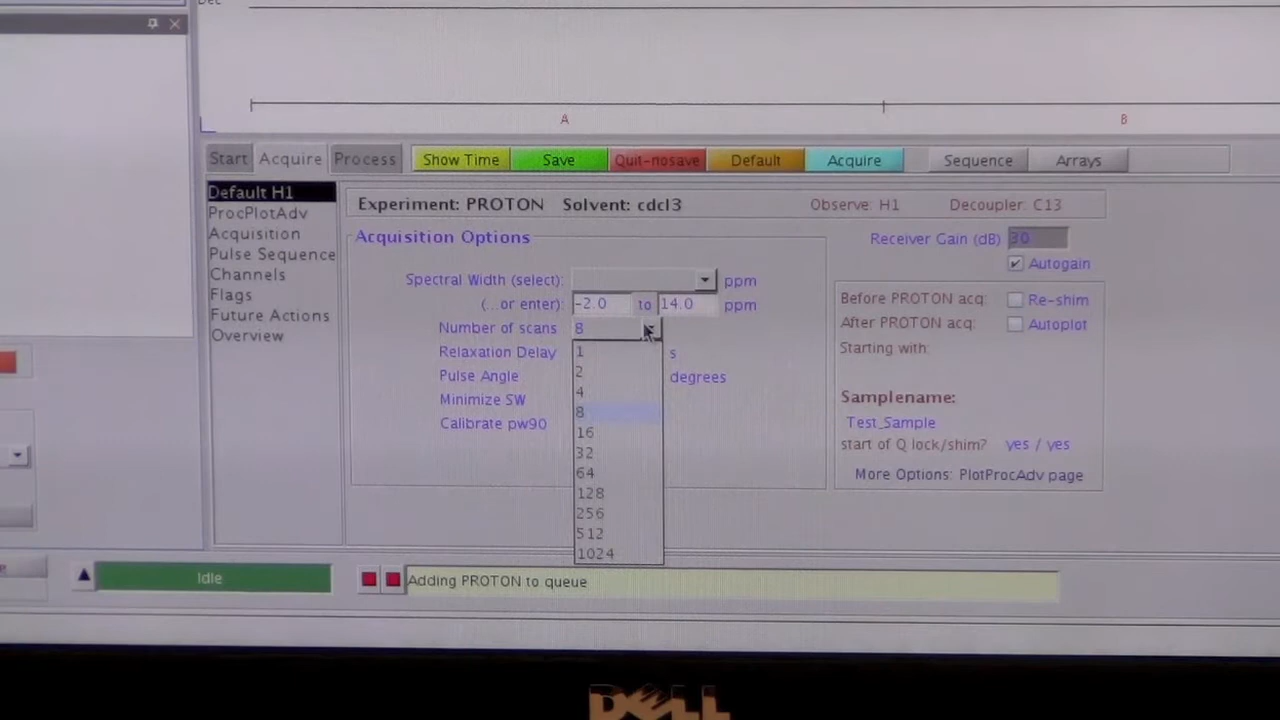 Dec
A B
Start Acquire Process Show Time Save Quit-nosave Default Acquire Sequence Arrays
Default H1
ProcPlotAdv
Acquisition
Pulse Sequence
Channels
Flags
Future Actions
Overview
Experiment: PROTON Solvent: cdcl3 Observe: H1 Decoupler: C13
Acquisition Options
Spectral Width (select): ppm
(...or enter): -2.0 to 14.0 ppm
Number of scans 8
Relaxation Delay s
Pulse Angle degrees
Minimize SW
Calibrate pw90
1
2
4
8
16
32
64
128
256
512
1024
Receiver Gain (dB) 30
Autogain
Before PROTON acq: Re-shim
After PROTON acq: Autoplot
Starting with:
Samplename:
Test_Sample
start of Q lock/shim? yes / yes
More Options: PlotProcAdv page
Idle
Adding PROTON to queue
DELL